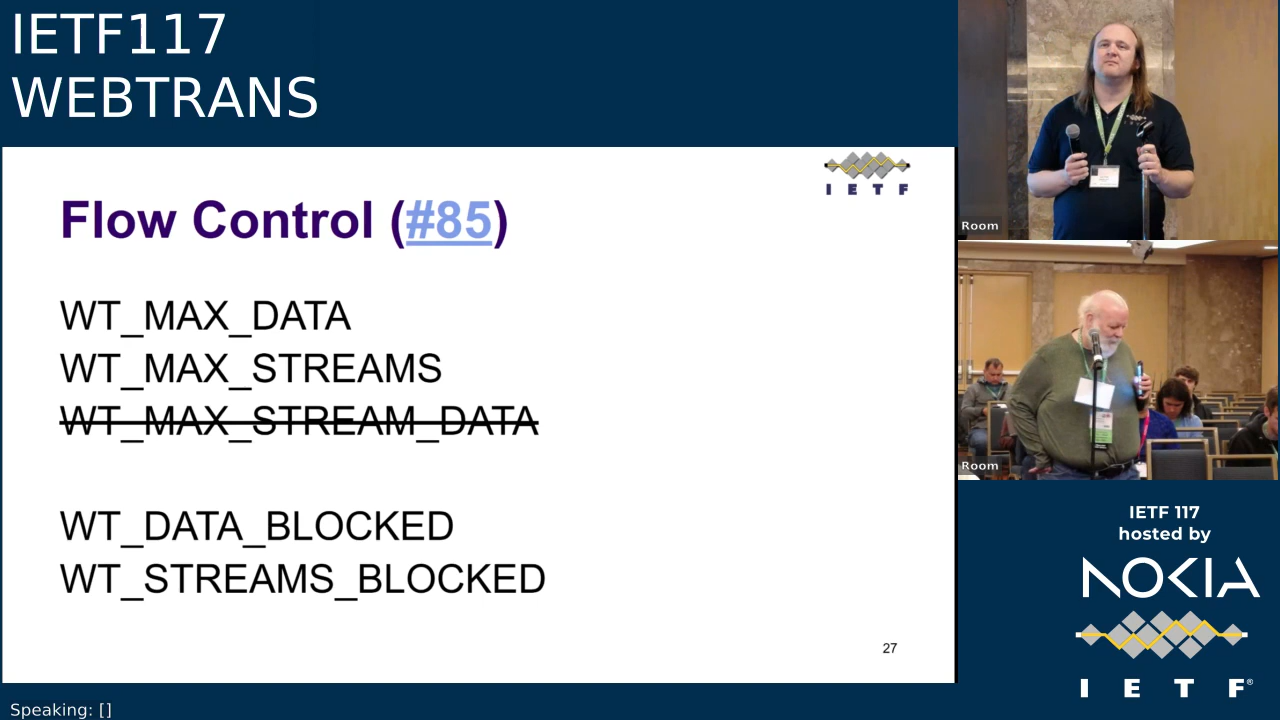 IETF117
WEBTRANS
I E T F
Flow Control (#85)
WT_MAX_DATA
WT_MAX_STREAMS
WT_MAX_STREAM_DATA
WT_DATA_BLOCKED
WT_STREAMS_BLOCKED
27
Speaking: []
Room
Room
IETF 117
hosted by
NOKIA
I E T F®